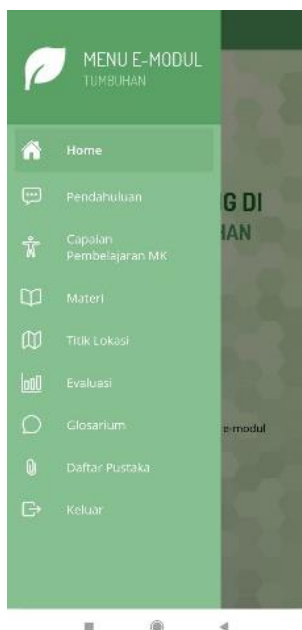 MENU E-MODUL
TUMBUHAN
Home
G DI
Pendahuluan
HAN
Capaian
Pembelajaran MK
Materi
Titik Lokasi
Evaluasi
Glosarium
e-modul
Daftar Pustaka
Keluar